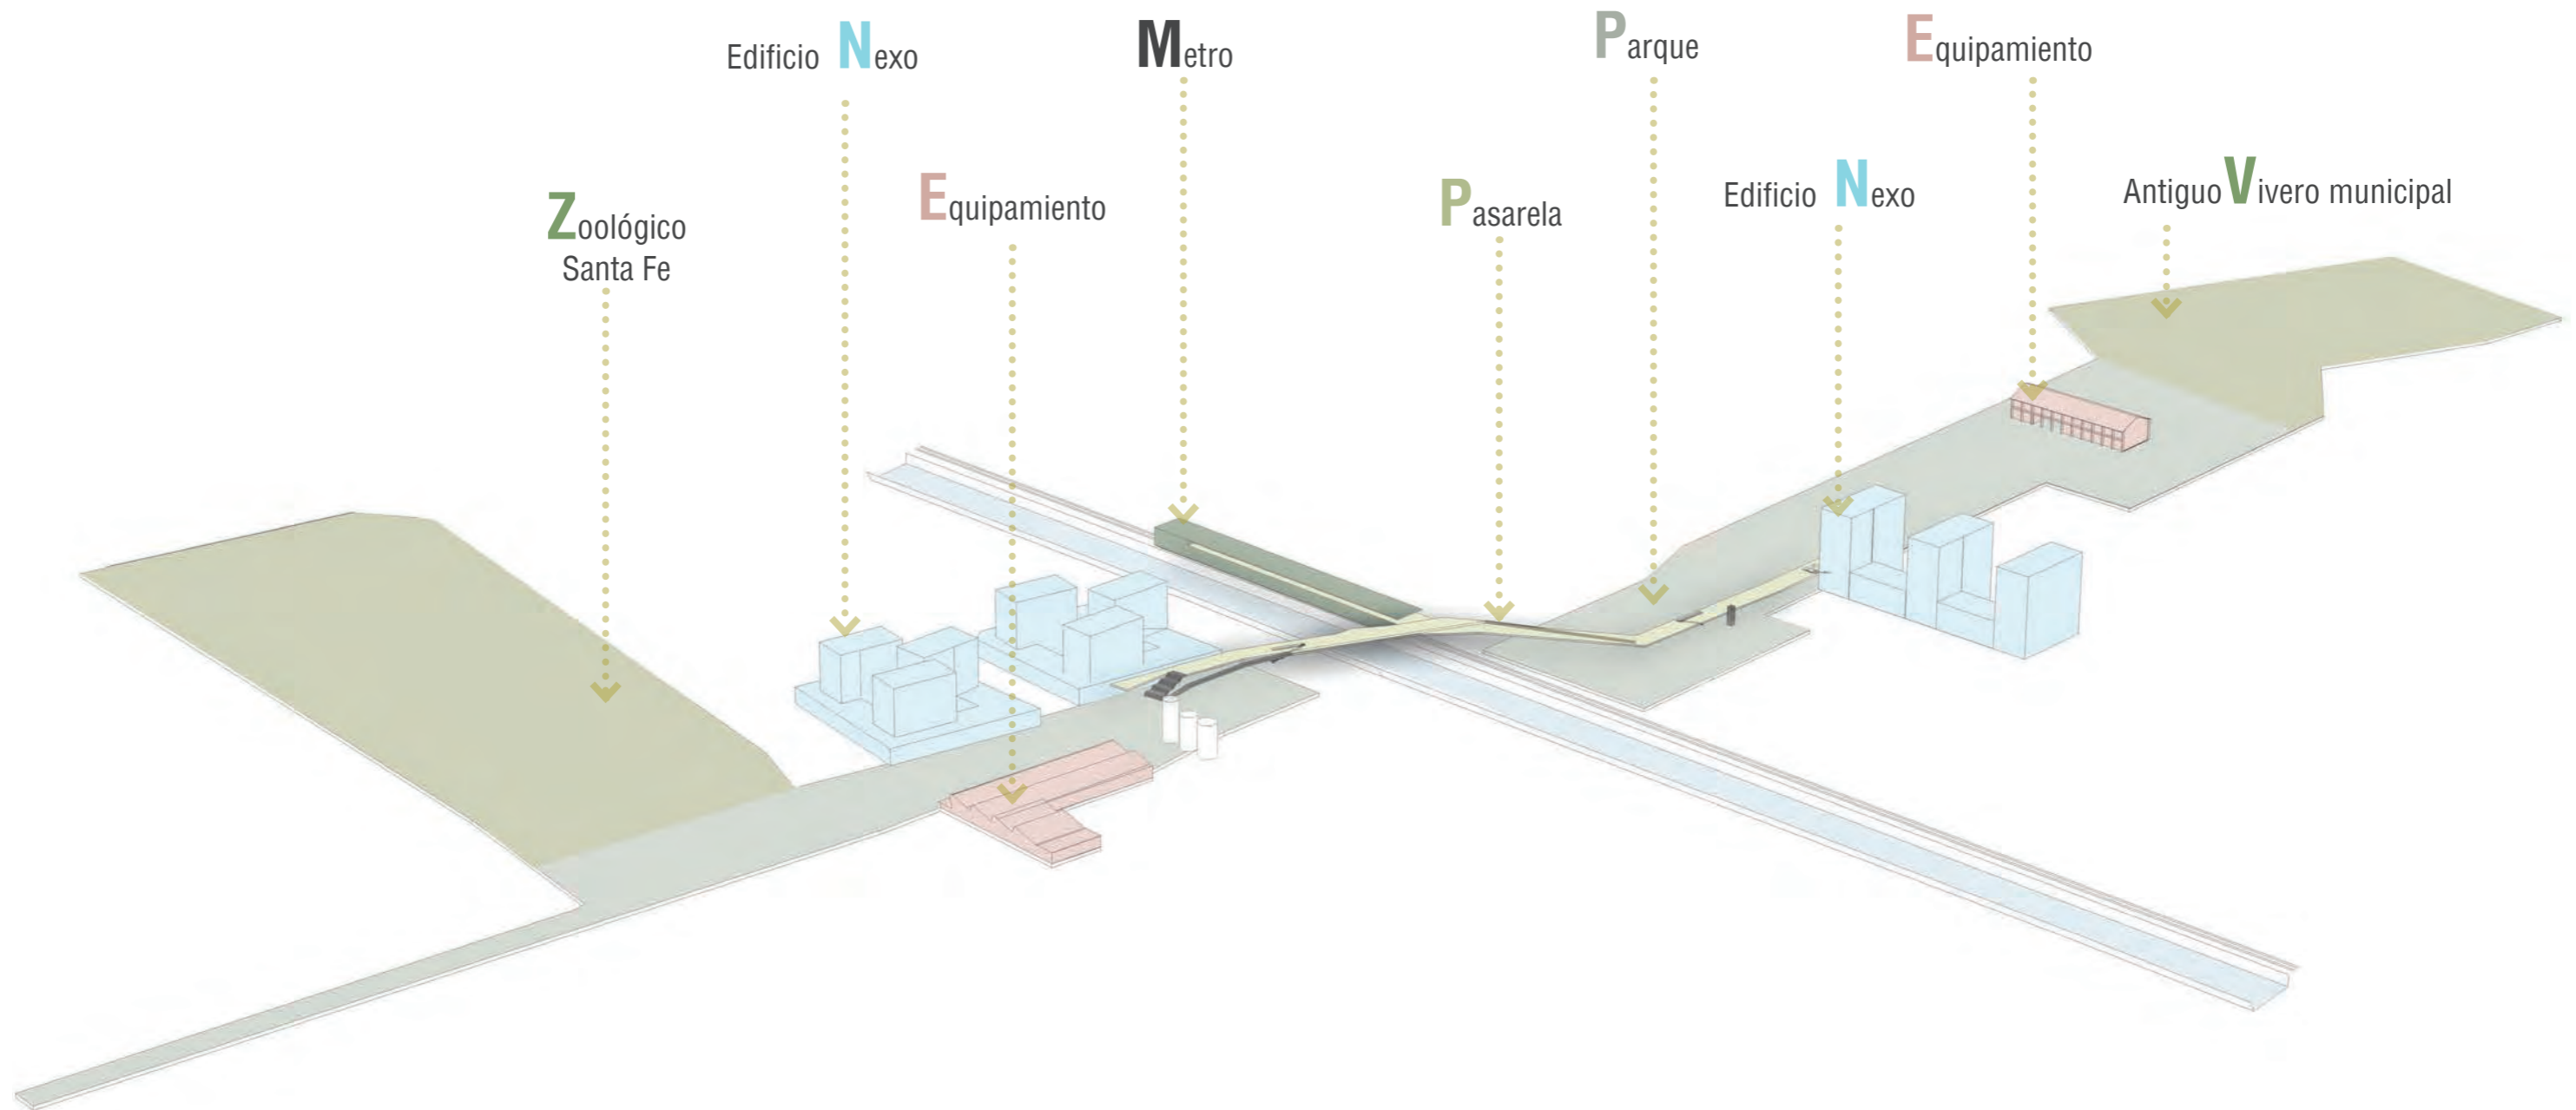 Edificio Nexo
Metro
Parque
Equipamiento
Zoológico
Santa Fe
Equipamiento
Pasarela
Edificio Nexo
Antiguo Vivero municipal